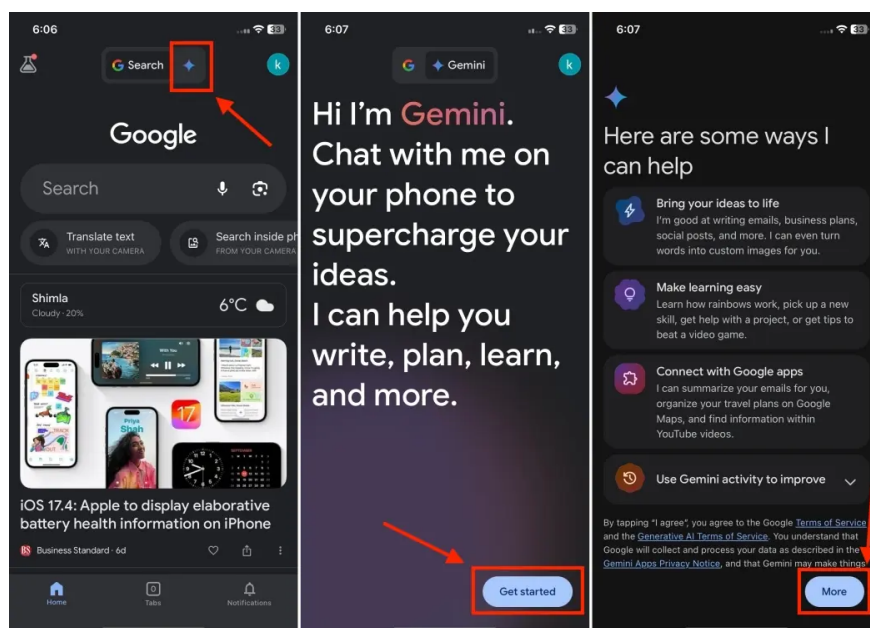 6:06
33
G Search
k
Google
Search
Translate text
WITH YOUR CAMERA
Search inside ph
FROM YOUR CAMERA
Shimla
Cloudy · 20%
6°C
With You
Priya
Shah
17
iOS 17.4: Apple to display elaborative
battery health information on iPhone
BS Business Standard · 6d
0
Home
Tabs
Notifications
6:07
33
G Gemini
k
Hi I'm Gemini.
Chat with me on
your phone to
supercharge your
ideas.
I can help you
write, plan, learn,
and more.
Get started
6:07
33
Here are some ways I
can help
Bring your ideas to life
I'm good at writing emails, business plans,
social posts, and more. I can even turn
words into custom images for you.
Make learning easy
Learn how rainbows work, pick up a new
skill, get help with a project, or get tips to
beat a video game.
Connect with Google apps
I can summarize your emails for you,
organize your travel plans on Google
Maps, and find information within
YouTube videos.
Use Gemini activity to improve
By tapping "I agree", you agree to the Google Terms of Service
and the Generative AI Terms of Service. You understand that
Google will collect and process your data as described in the
Gemini Apps Privacy Notice, and that Gemini may make things
More